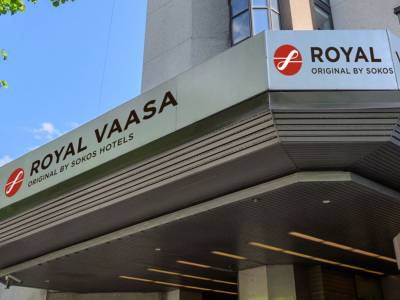 ROYAL VAASA
ORIGINAL BY SOKOS HOTELS
ROYAL
ORIGINAL BY SOKOS